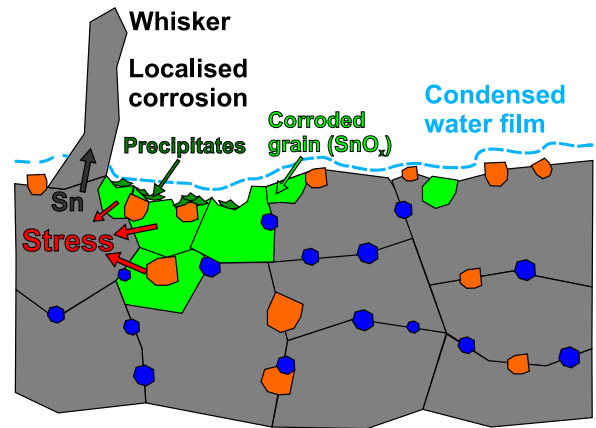 Whisker
Localised
corrosion
Precipitates
Corroded
grain (SnOₓ)
Condensed
water film
Sn
Stress